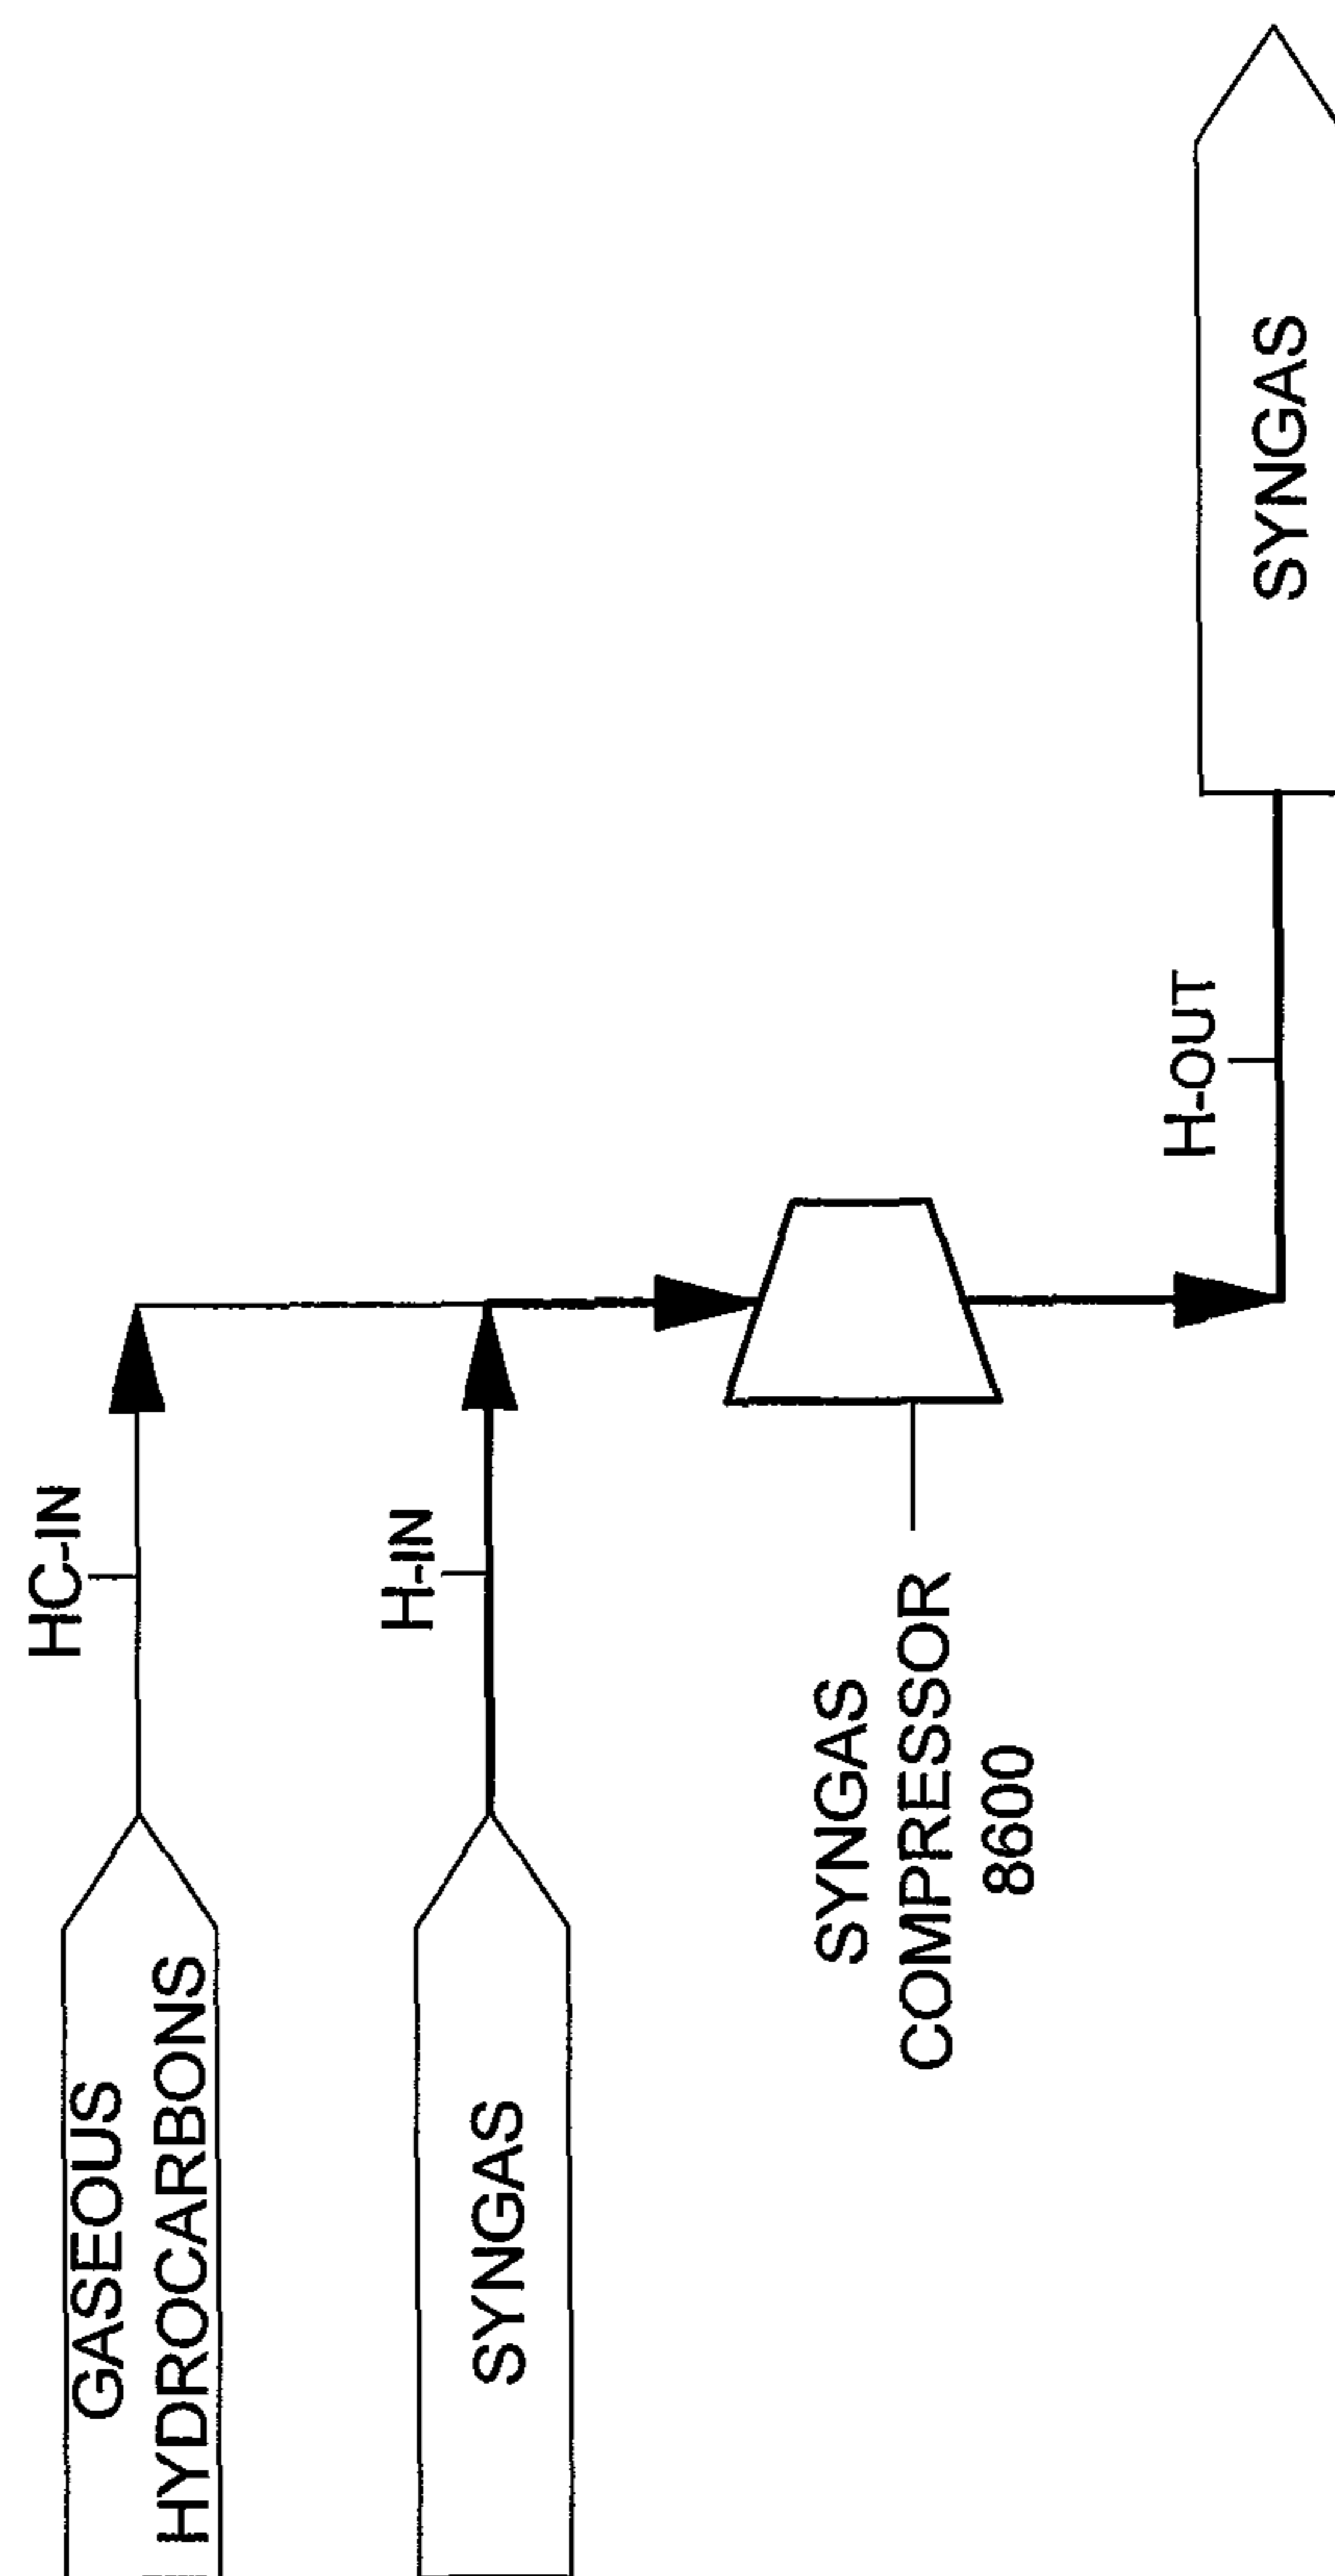 GASEOUS
HYDROCARBONS
HC-IN
SYNGAS
H-IN
SYNGAS
COMPRESSOR
8600
H-OUT
SYNGAS